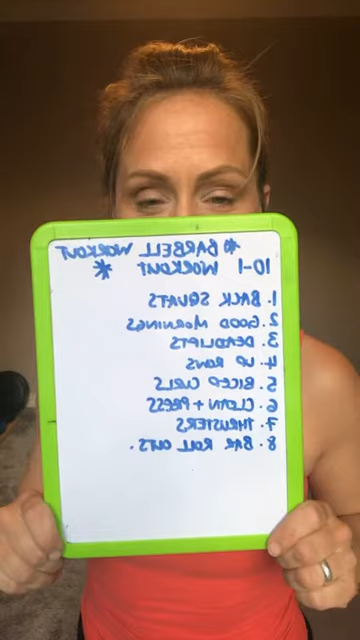 * BARBELL WORKOUT
10-1 WORKOUT *
1. BACK SQUATS
2. GOOD MORNINGS
3. DEADLIFTS
4. UP ROWS
5. BICEP CURLS
6. CLEAN + PRESS
7. THRUSTERS
8. BAR ROLL OUTS.